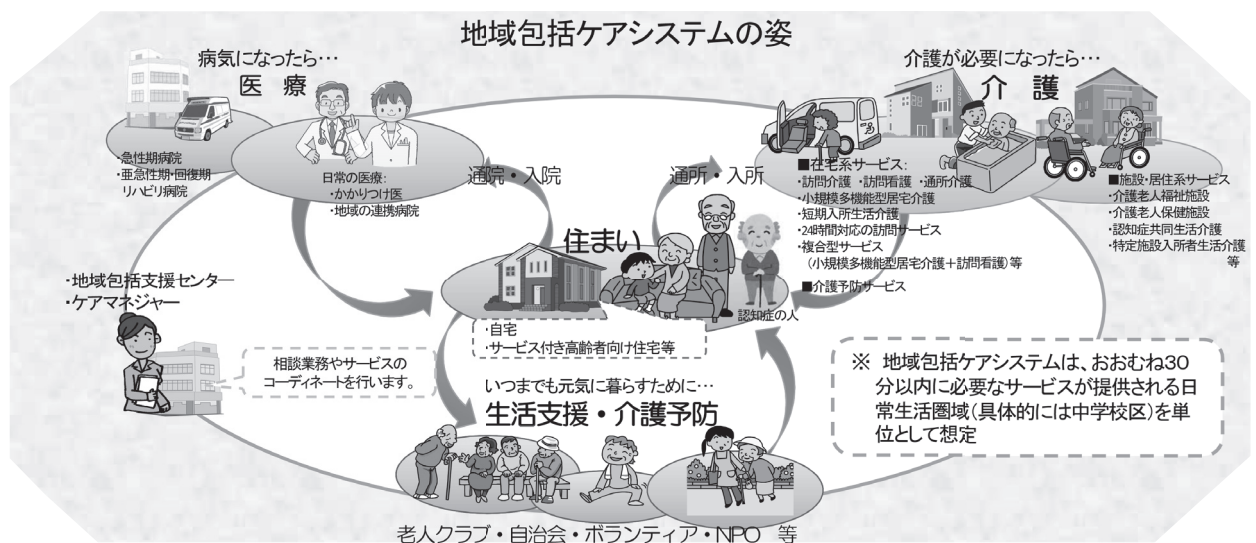 地域包括ケアシステムの姿
病気になったら…
医 療
・急性期病院
・亜急性期・回復期
リハビリ病院
日常の医療:
・かかりつけ医
・地域の連携病院
通院・入院
通所・入所
介護が必要になったら…
介 護
■在宅系サービス:
・訪問介護 ・訪問看護 ・通所介護
・小規模多機能型居宅介護
・短期入所生活介護
・24時間対応の訪問サービス
・複合型サービス
(小規模多機能型居宅介護+訪問看護)等
■介護予防サービス
■施設・居住系サービス
・介護老人福祉施設
・介護老人保健施設
・認知症共同生活介護
・特定施設入所者生活介護
等
住まい
認知症の人
・自宅
・サービス付き高齢者向け住宅等
・地域包括支援センター
・ケアマネジャー
相談業務やサービスの
コーディネートを行います。
いつまでも元気に暮らすために…
生活支援・介護予防
老人クラブ・自治会・ボランティア・NPO 等
※ 地域包括ケアシステムは、おおむね30
分以内に必要なサービスが提供される日
常生活圏域(具体的には中学校区)を単
位として想定